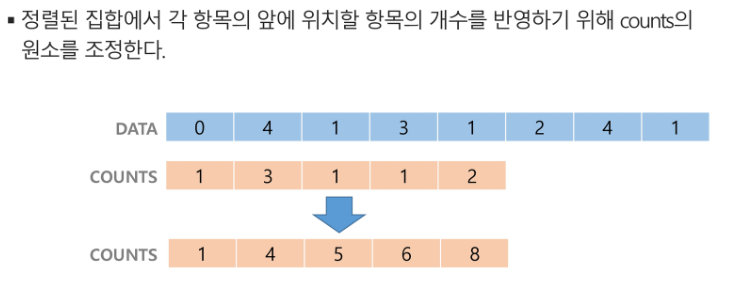 ▪ 정렬된 집합에서 각 항목의 앞에 위치할 항목의 개수를 반영하기 위해 counts의
원소를 조정한다.
DATA 0 4 1 3 1 2 4 1
COUNTS 1 3 1 1 2
COUNTS 1 4 5 6 8